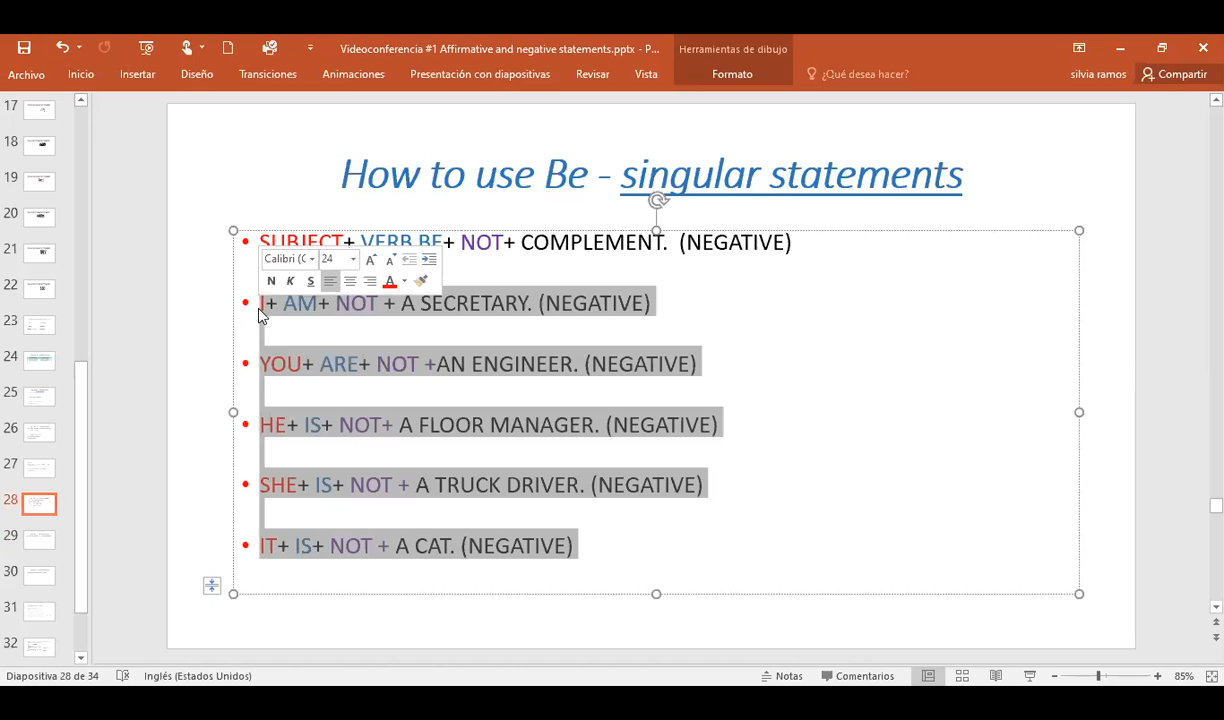 Videoconferencia #1 Affirmative and negative statements.pptx - P...
Herramientas de dibujo
Archivo Inicio Insertar Diseño Transiciones Animaciones Presentación con diapositivas Revisar Vista Formato ¿Qué desea hacer? silvia ramos Compartir
17
18
19
20
21
22
23
24
25
26
27
28
29
30
31
32
How to use Be - singular statements
• SUBJECT+ VERB BE+ NOT+ COMPLEMENT. (NEGATIVE)
Calibri (C 24
N K S A
• I+ AM+ NOT + A SECRETARY. (NEGATIVE)
• YOU+ ARE+ NOT +AN ENGINEER. (NEGATIVE)
• HE+ IS+ NOT+ A FLOOR MANAGER. (NEGATIVE)
• SHE+ IS+ NOT + A TRUCK DRIVER. (NEGATIVE)
• IT+ IS+ NOT + A CAT. (NEGATIVE)
Diapositiva 28 de 34 Inglés (Estados Unidos) Notas Comentarios 85%